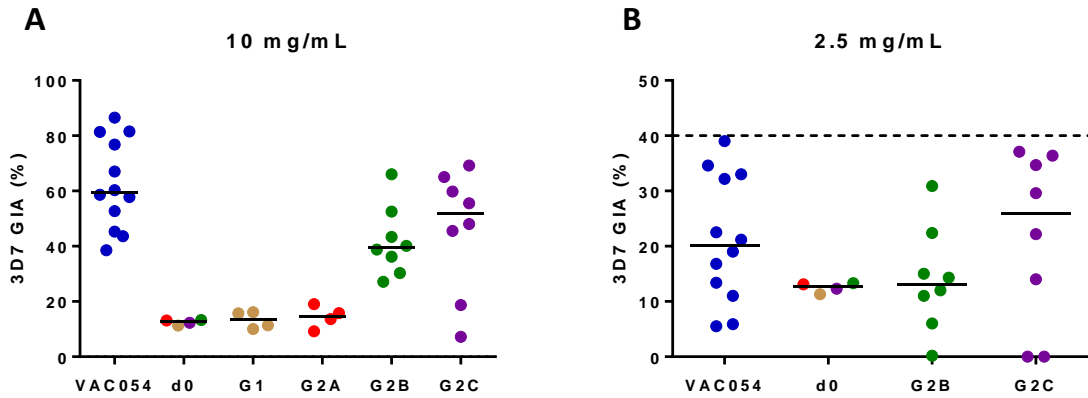 A
10 mg/mL
3D7 GIA (%)
100
80
60
40
20
0
VAC054 d0 G1 G2A G2B G2C
B
2.5 mg/mL
3D7 GIA (%)
50
40
30
20
10
0
VAC054 d0 G2B G2C